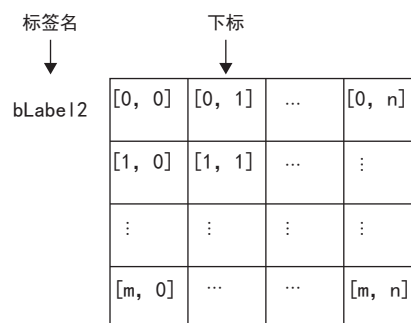 标签名 下标
bLabel2
[0, 0] [0, 1] … [0, n]
[1, 0] [1, 1] … ⋮
⋮ ⋮ ⋮ ⋮
[m, 0] … … [m, n]